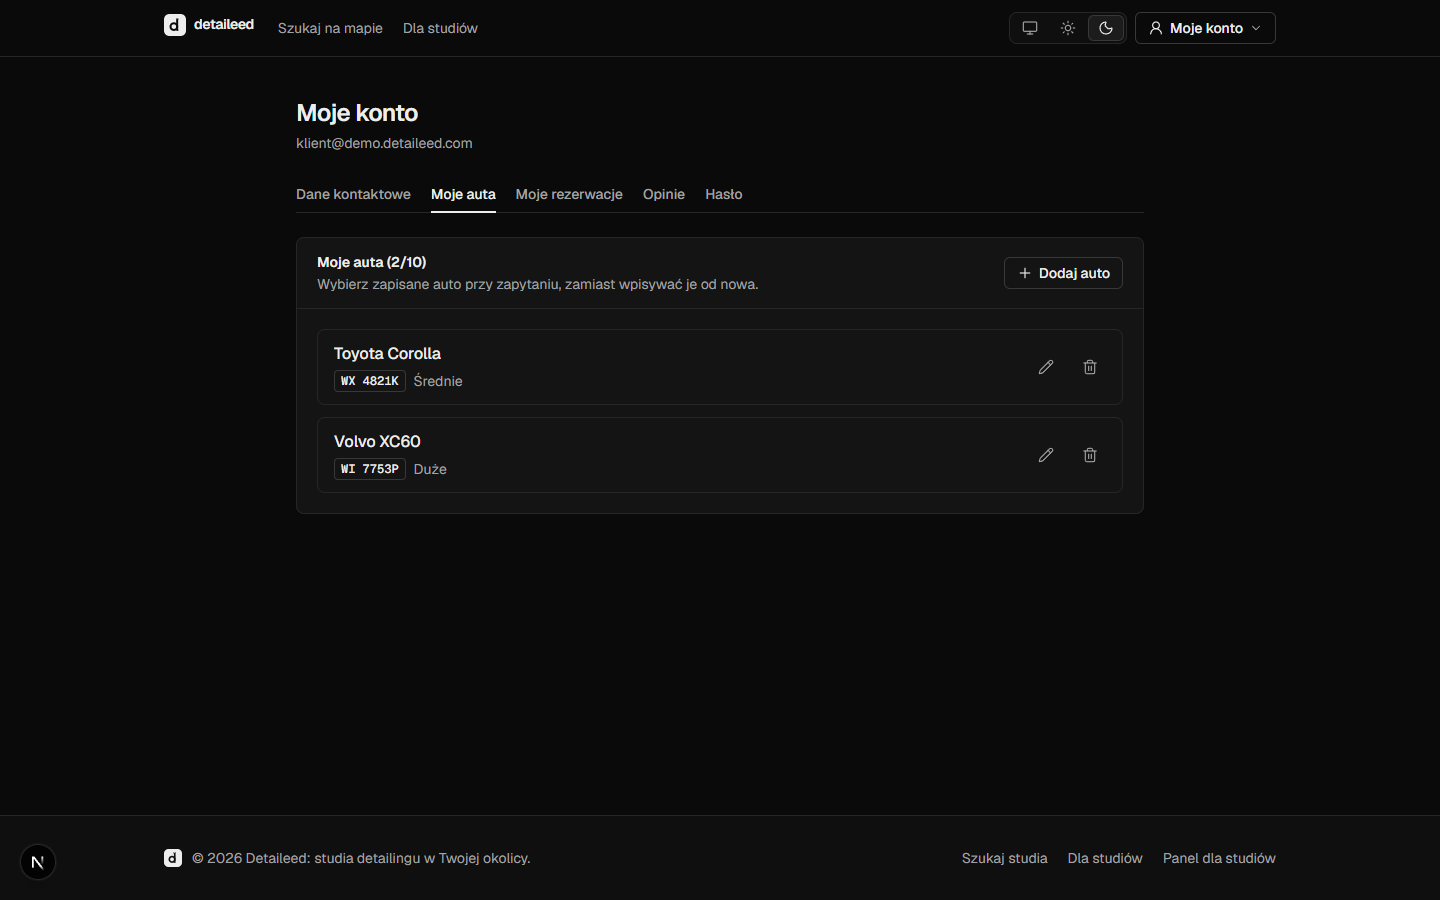 d detaileed
Szukaj na mapie
Dla studiów
Moje konto
Moje konto
klient@demo.detaileed.com
Dane kontaktowe
Moje auta
Moje rezerwacje
Opinie
Hasło
Moje auta (2/10)
Wybierz zapisane auto przy zapytaniu, zamiast wpisywać je od nowa.
Dodaj auto
Toyota Corolla
WX 4821K Średnie
Volvo XC60
WI 7753P Duże
N
d © 2026 Detaileed: studia detailingu w Twojej okolicy.
Szukaj studia
Dla studiów
Panel dla studiów